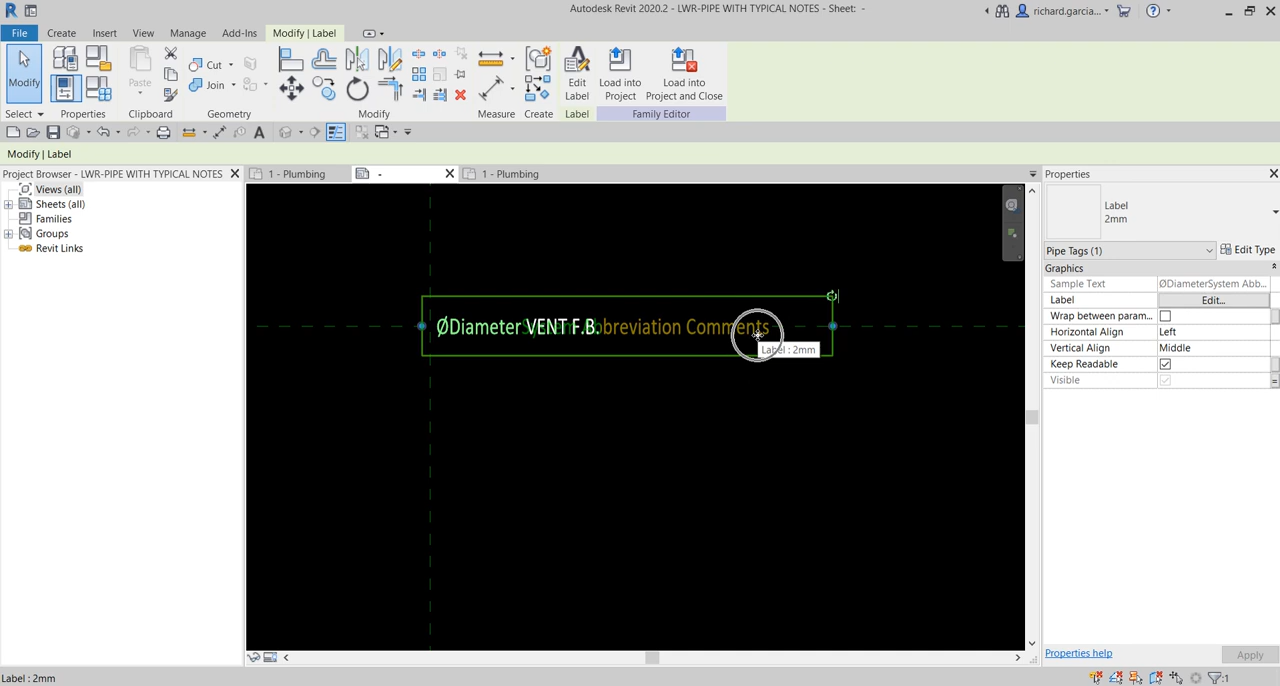 Autodesk Revit 2020.2 - LWR-PIPE WITH TYPICAL NOTES - Sheet: -
richard.garcia...
File Create Insert View Manage Add-Ins Modify | Label
Modify
Paste
Cut
Join
Edit Label
Load into Project
Load into Project and Close
Select Properties Clipboard Geometry Modify Measure Create Label Family Editor
Modify | Label
Project Browser - LWR-PIPE WITH TYPICAL NOTES
1 - Plumbing
-
1 - Plumbing
Properties
Views (all)
Sheets (all)
Families
Groups
Revit Links
Label
2mm
Pipe Tags (1)
Edit Type
Graphics
Sample Text ØDiameterSystem Abb...
Label Edit...
Wrap between param...
Horizontal Align Left
Vertical Align Middle
Keep Readable
Visible
ØDiameter VENT F.B.
Abbreviation Comments
Label : 2mm
Properties help
Apply
Label : 2mm
:1